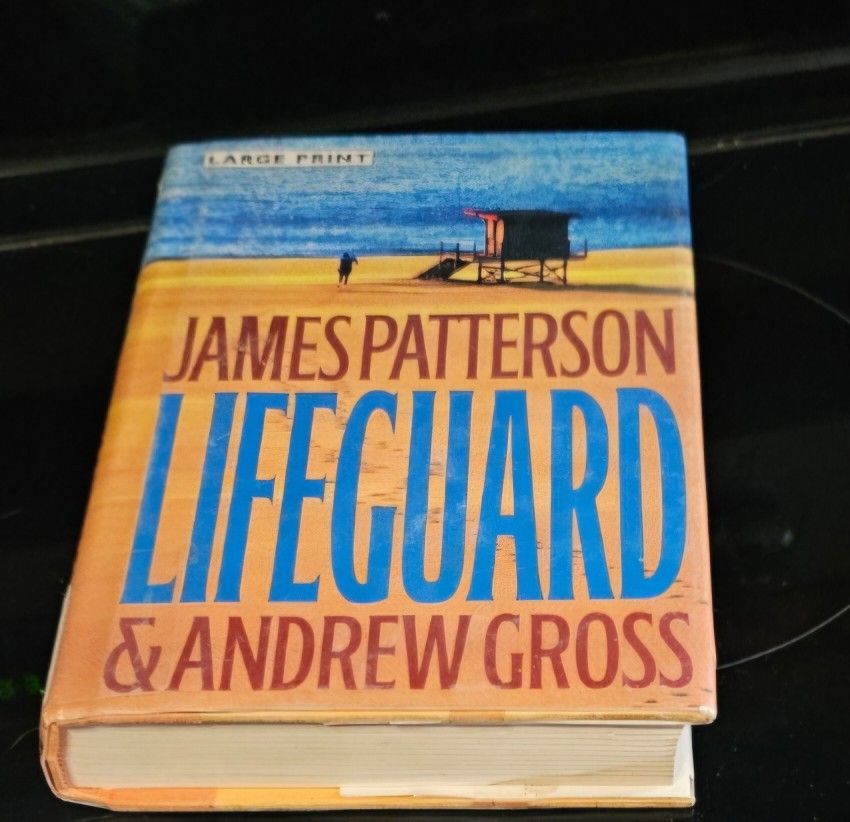 LARGE PRINT
JAMES PATTERSON
LIFEGUARD
& ANDREW GROSS